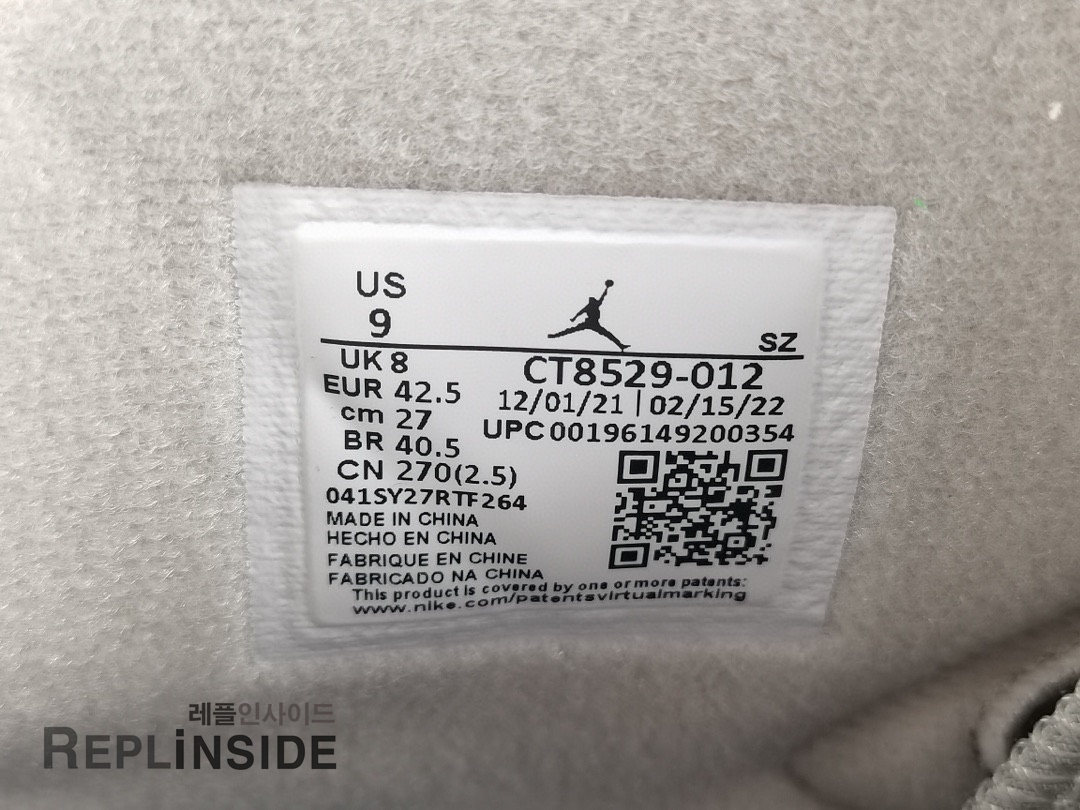 US
9
SZ
UK 8
CT8529-012
EUR 42.5
12/01/21 | 02/15/22
cm 27
UPC00196149200354
BR 40.5
CN 270(2.5)
041SY27RTF264
MADE IN CHINA
HECHO EN CHINA
FABRIQUE EN CHINE
FABRICADO NA CHINA
This product is covered by one or more patents:
www.nike.com/patentsvirtualmarking
레플인사이드
REPLINSIDE